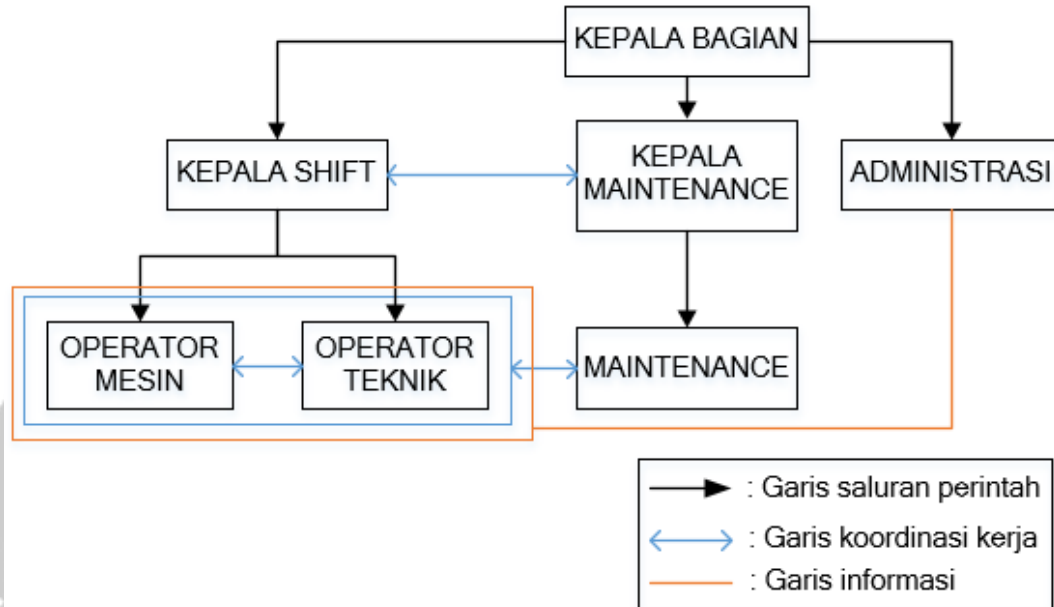 KEPALA BAGIAN
KEPALA SHIFT
KEPALA
MAINTENANCE
ADMINISTRASI
OPERATOR
MESIN
OPERATOR
TEKNIK
MAINTENANCE
: Garis saluran perintah
: Garis koordinasi kerja
: Garis informasi